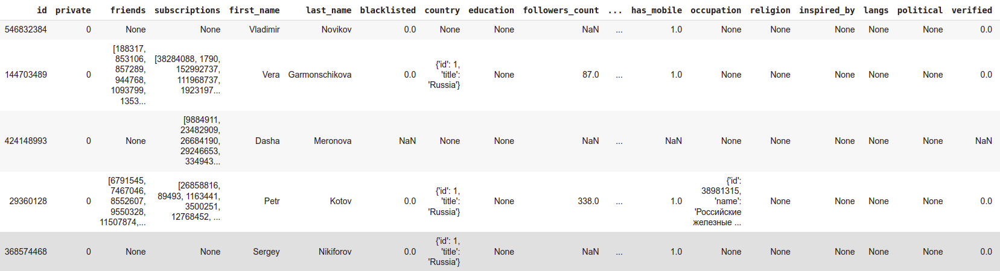 id private friends subscriptions first_name last_name blacklisted country education followers_count ... has_mobile occupation religion inspired_by langs political verified
546832384 0 None None Vladimir Novikov 0.0 None None NaN ... 1.0 None None None None None 0.0
144703489 0 [188317, 853106, 857289, 944768, 1093799, 1353... [38284088, 1790, 152992737, 111968737, 1923197... Vera Garmonschikova 0.0 {'id': 1, 'title': 'Russia'} None 87.0 ... 1.0 None None None None None 0.0
424148993 0 None [9884911, 23482909, 26684190, 29246653, 334943... Dasha Meronova NaN None None NaN ... NaN None None None None None NaN
29360128 0 [6791545, 7467046, 8552607, 9550328, 11507874,... [26858816, 89493, 1163441, 3500251, 12768452, ... Petr Kotov 0.0 {'id': 1, 'title': 'Russia'} None 338.0 ... 1.0 {'id': 38981315, 'name': 'Российские железные ... None None None None 0.0
368574468 0 None None Sergey Nikiforov 0.0 {'id': 1, 'title': 'Russia'} None NaN ... 1.0 None None None None None 0.0